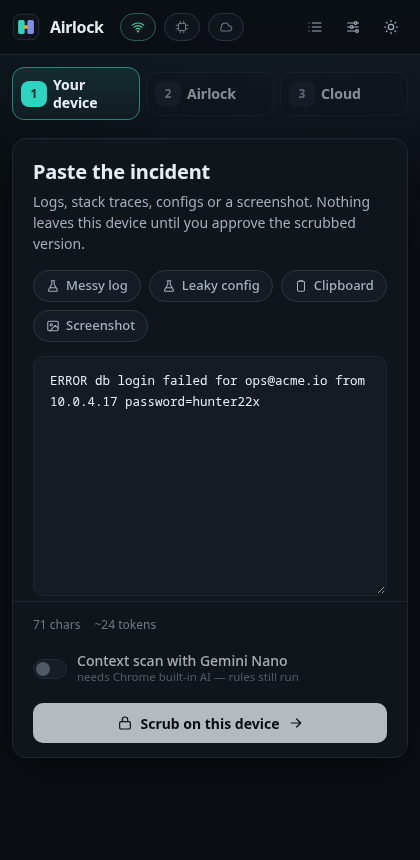 Airlock
1 Your device
2 Airlock
3 Cloud
Paste the incident
Logs, stack traces, configs or a screenshot. Nothing
leaves this device until you approve the scrubbed
version.
Messy log
Leaky config
Clipboard
Screenshot
ERROR db login failed for ops@acme.io from
10.0.4.17 password=hunter22x
71 chars ~24 tokens
Context scan with Gemini Nano
needs Chrome built-in AI — rules still run
Scrub on this device →